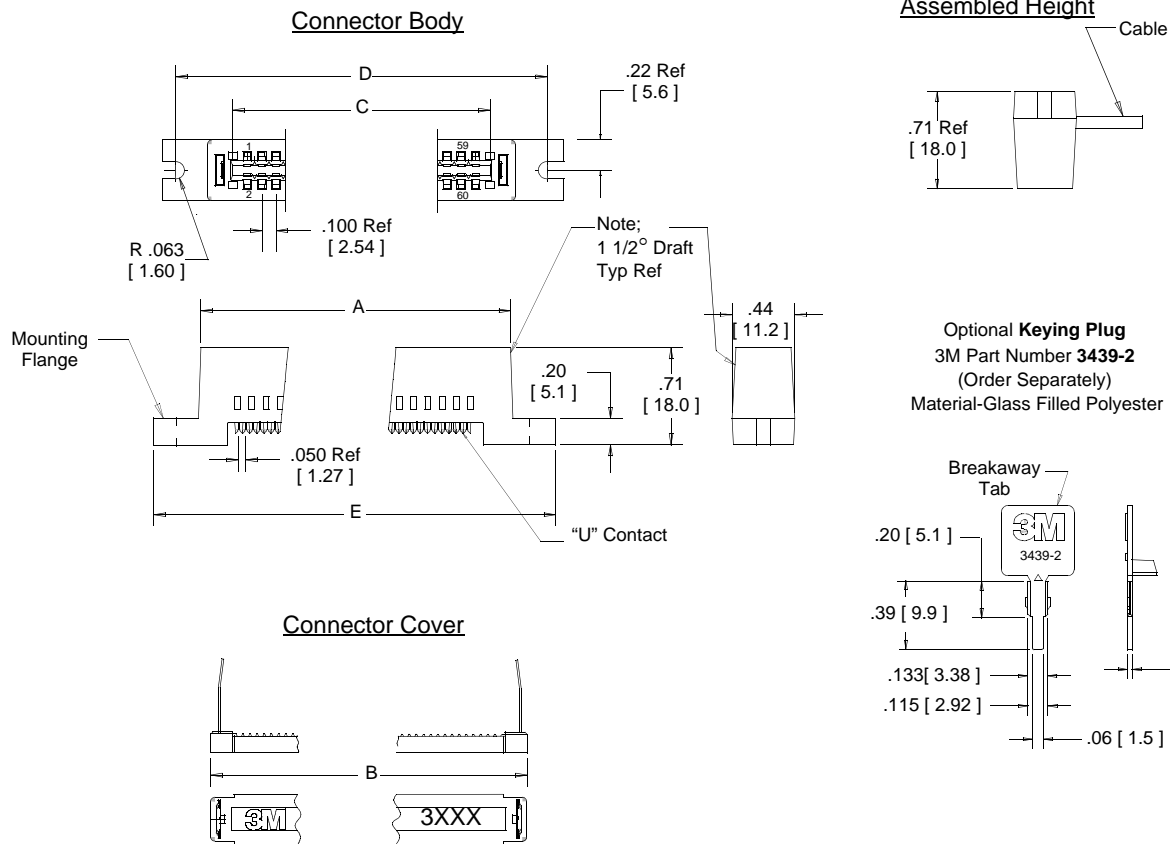 Connector Body
Assembled Height
Cable
D
.22 Ref
[ 5.6 ]
C
.71 Ref
[ 18.0 ]
1
59
2
60
.100 Ref
[ 2.54 ]
R .063
[ 1.60 ]
Note;
1 1/2° Draft
Typ Ref
A
.44
[ 11.2 ]
Mounting
Flange
.20
[ 5.1 ]
.71
[ 18.0 ]
.050 Ref
[ 1.27 ]
E
“U” Contact
Optional Keying Plug
3M Part Number 3439-2
(Order Separately)
Material-Glass Filled Polyester
Breakaway
Tab
3M
3439-2
.20 [ 5.1 ]
.39 [ 9.9 ]
.133[ 3.38 ]
.115 [ 2.92 ]
.06 [ 1.5 ]
Connector Cover
B
3M
3XXX